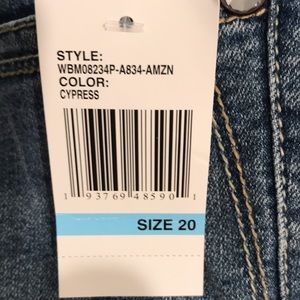 STYLE:
WBM08234P-A834-AMZN
COLOR:
CYPRESS
1 93769 48590 1
SIZE 20